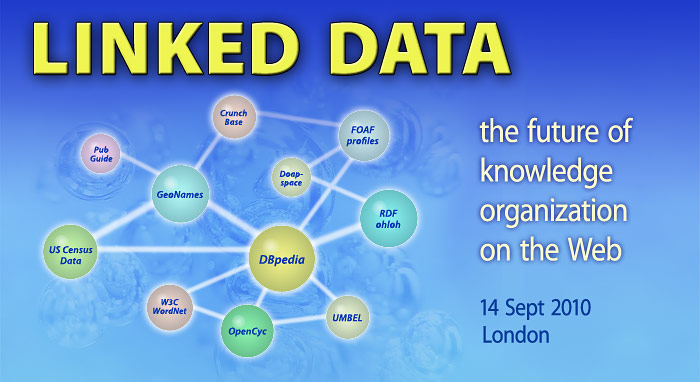 LINKED DATA
the future of
knowledge
organization
on the Web
14 Sept 2010
London
Crunch
Base
FOAF
profiles
Pub
Guide
Doap-
space
GeoNames
RDF
ohloh
US Census
Data
DBpedia
W3C
WordNet
OpenCyc
UMBEL